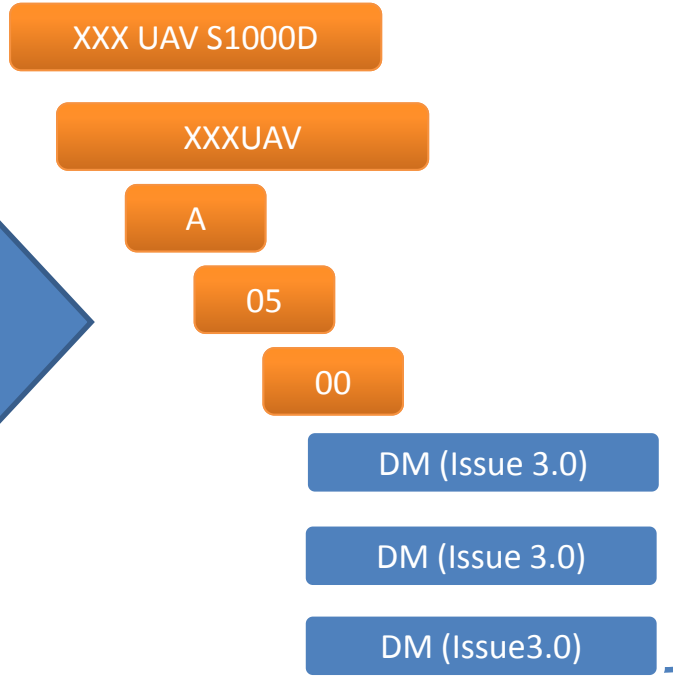 XXX UAV S1000D
XXXUAV
A
05
00
DM (Issue 3.0)
DM (Issue 3.0)
DM (Issue3.0)